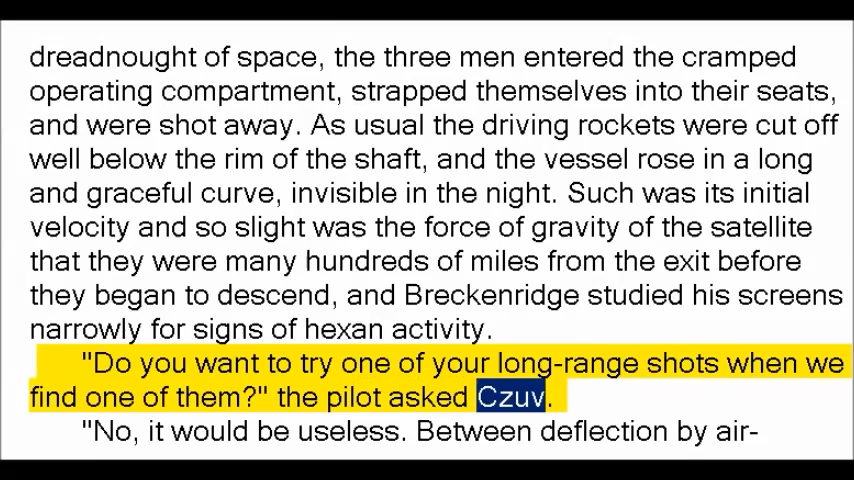 dreadnought of space, the three men entered the cramped
operating compartment, strapped themselves into their seats,
and were shot away. As usual the driving rockets were cut off
well below the rim of the shaft, and the vessel rose in a long
and graceful curve, invisible in the night. Such was its initial
velocity and so slight was the force of gravity of the satellite
that they were many hundreds of miles from the exit before
they began to descend, and Breckenridge studied his screens
narrowly for signs of hexan activity.
"Do you want to try one of your long-range shots when we
find one of them?" the pilot asked Czuv.
"No, it would be useless. Between deflection by air-